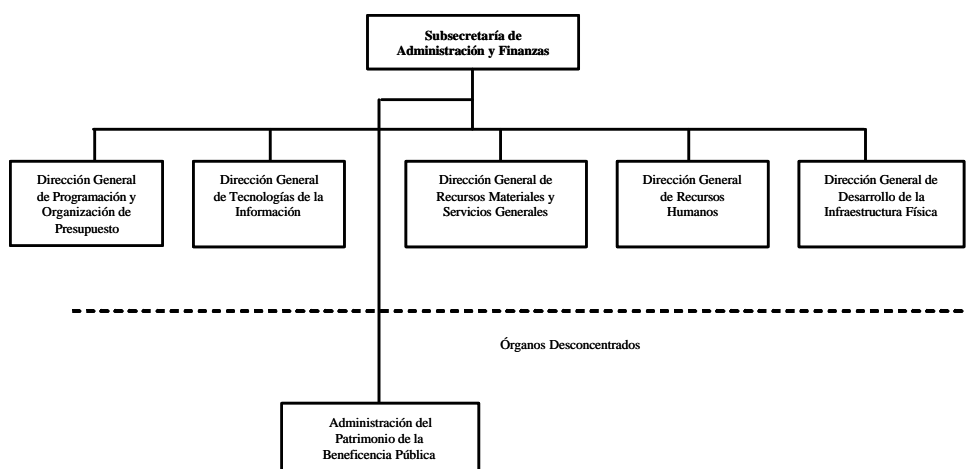 Subsecretaría de
Administración y Finanzas
Dirección General
de Programación y
Organización de
Presupuesto
Dirección General
de Tecnologías de la
Información
Dirección General de
Recursos Materiales y
Servicios Generales
Dirección General
de Recursos
Humanos
Dirección General de
Desarrollo de la
Infraestructura Física
Órganos Desconcentrados
Administración del
Patrimonio de la
Beneficencia Pública